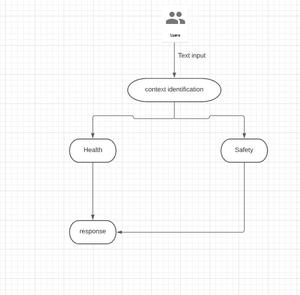 Users
Text input
context identification
Health
Safety
response